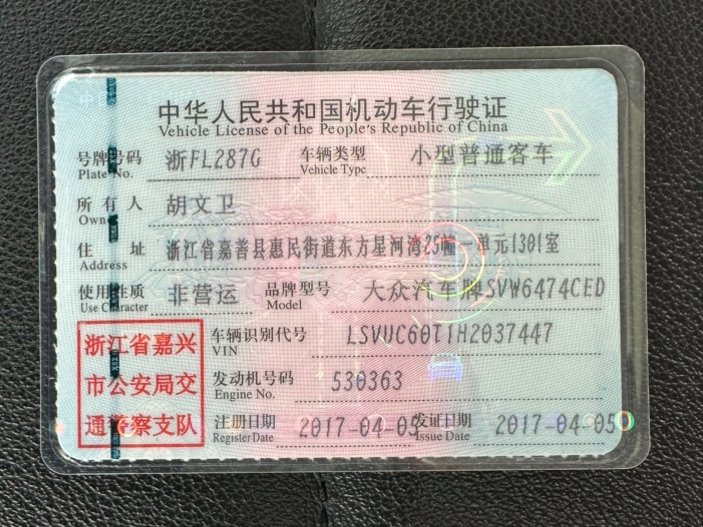 中华人民共和国机动车行驶证
Vehicle License of the People's Republic of China
号牌号码 浙FL287G 车辆类型 小型普通客车
Plate No. Vehicle Type
所有人 胡文卫
Owner
住址 浙江省嘉善县惠民街道东方星河湾25幢一单元1301室
Address
使用性质 非营运 品牌型号 大众汽车牌SVW6474CED
Use Character Model
浙江省嘉兴市公安局交通警察支队
车辆识别代号 LSVUC60T1H2037447
VIN
发动机号码 530363
Engine No.
注册日期 2017-04-05 发证日期 2017-04-05
Register Date Issue Date